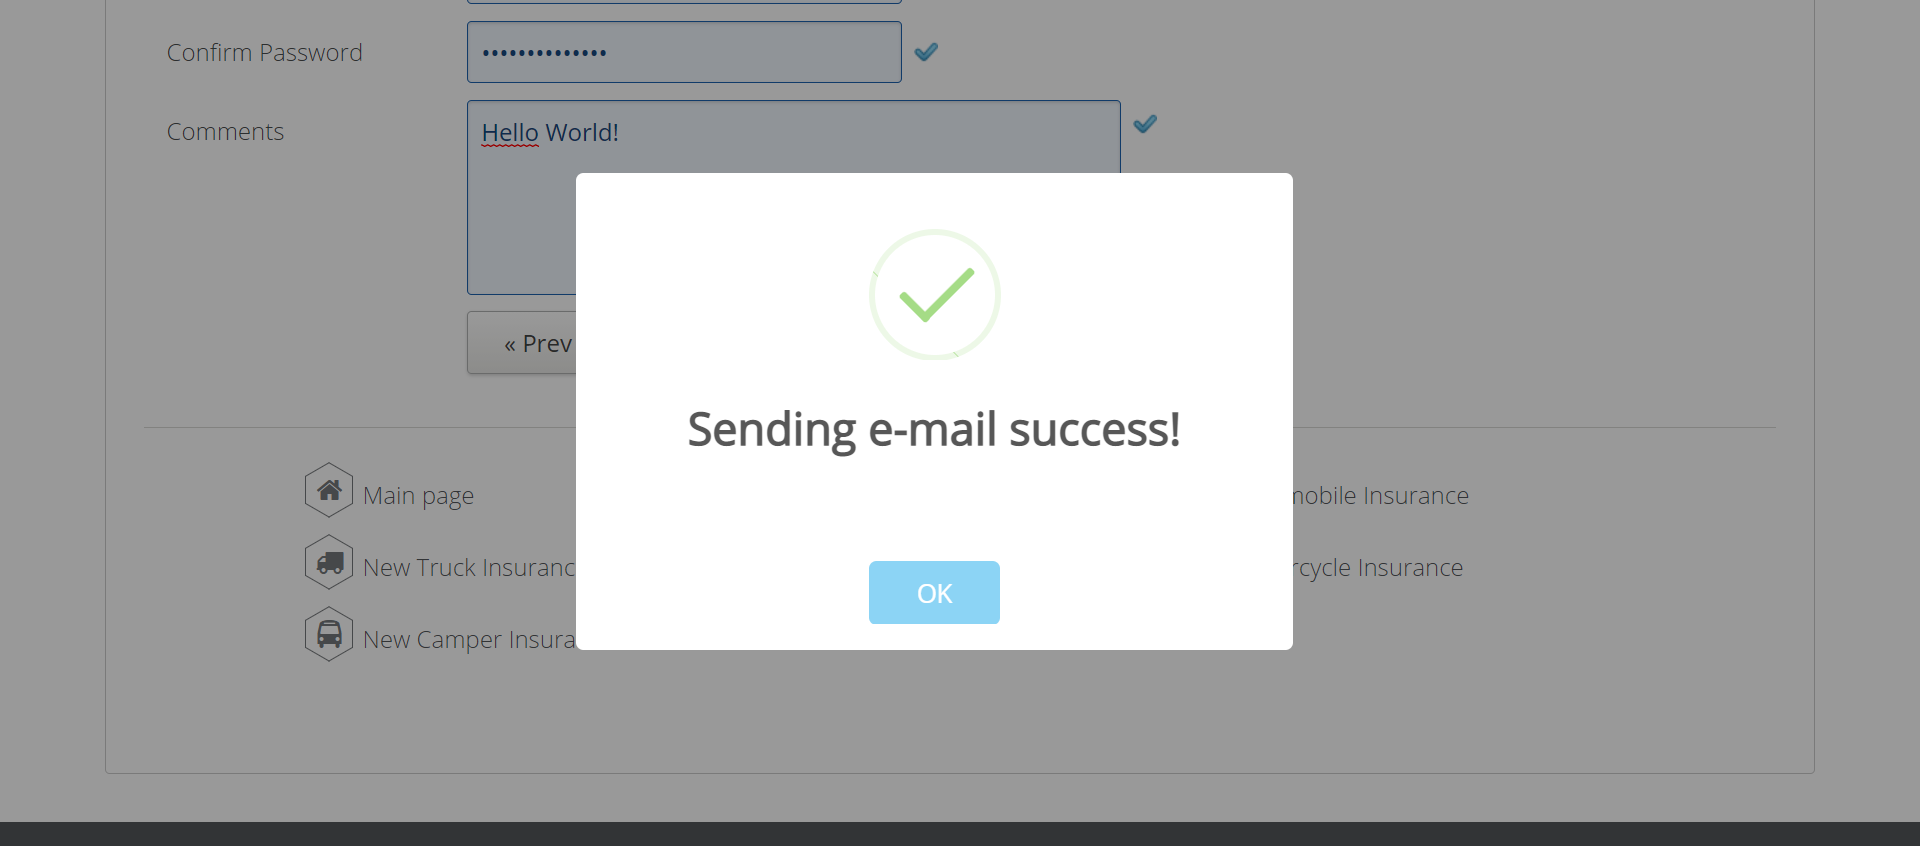 Confirm Password
••••••••••••••
Comments
Hello World!
« Prev
Sending e-mail success!
OK
Main page
mobile Insurance
New Truck Insuranc
rcycle Insurance
New Camper Insura